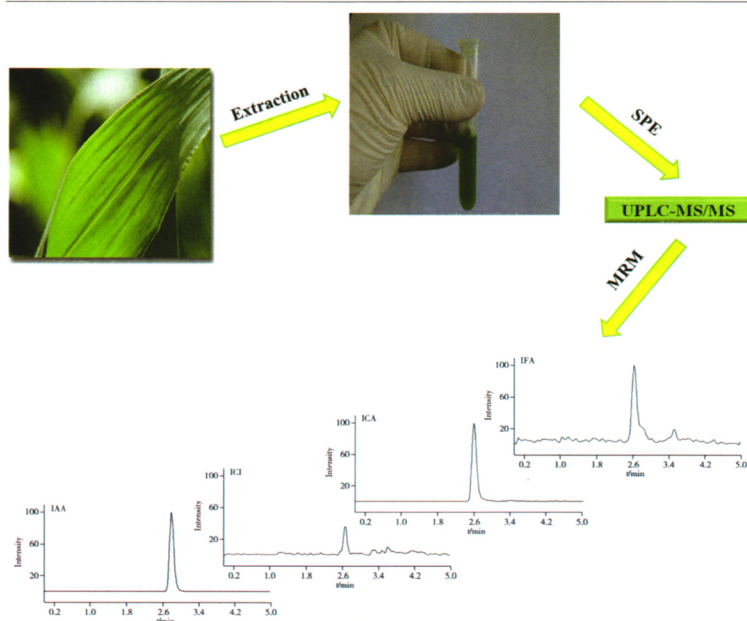 Extraction
SPE
UPLC-MS/MS
MRM
IFA
100
60
20
Intensity
0.2 1.0 1.8 2.6 3.4 4.2 5.0
t/min
ICA
100
60
20
Intensity
0.2 1.0 1.8 2.6 3.4 4.2 5.0
t/min
ICI
100
60
20
Intensity
0.2 1.0 1.8 2.6 3.4 4.2 5.0
t/min
IAA
100
60
20
Intensity
0.2 1.0 1.8 2.6 3.4 4.2 5.0
t/min